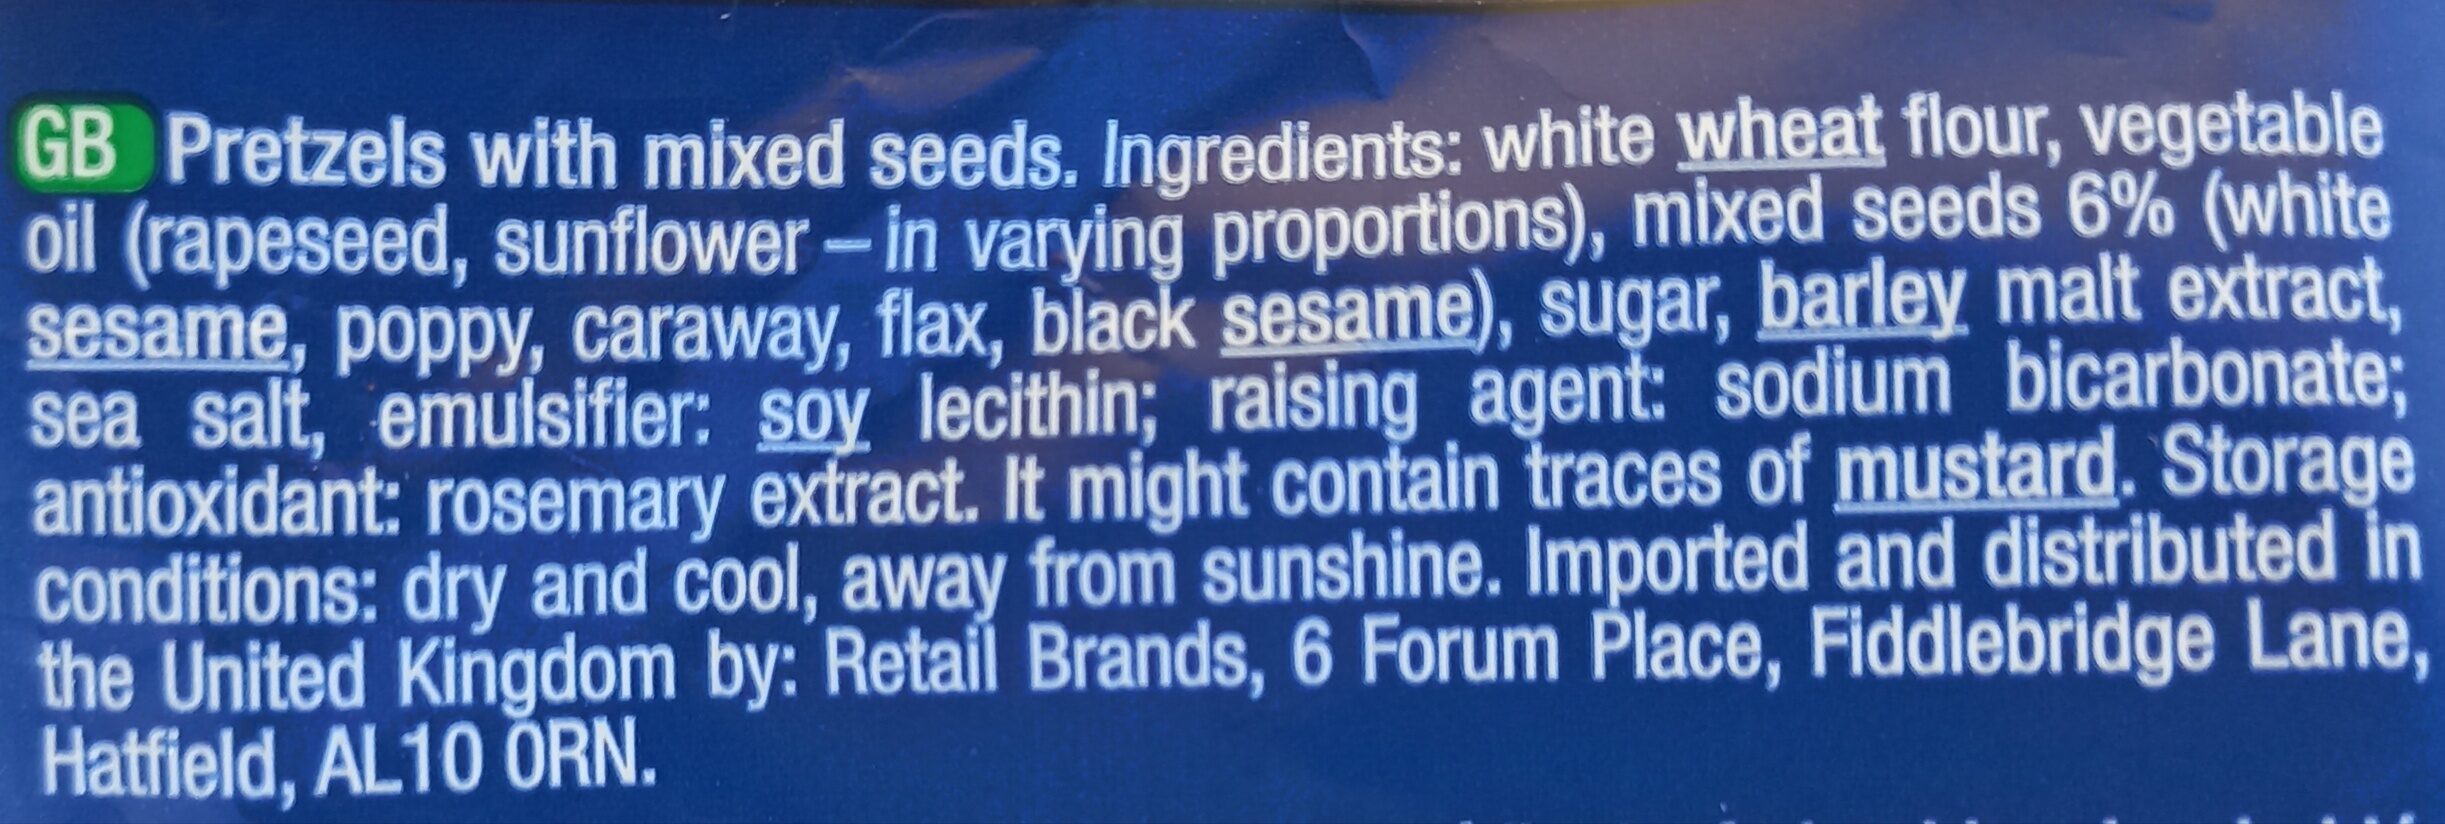 GB Pretzels with mixed seeds. Ingredients: white wheat flour, vegetable
oil (rapeseed, sunflower – in varying proportions), mixed seeds 6% (white
sesame, poppy, caraway, flax, black sesame), sugar, barley malt extract,
sea salt, emulsifier: soy lecithin; raising agent: sodium bicarbonate;
antioxidant: rosemary extract. It might contain traces of mustard. Storage
conditions: dry and cool, away from sunshine. Imported and distributed in
the United Kingdom by: Retail Brands, 6 Forum Place, Fiddlebridge Lane,
Hatfield, AL10 0RN.